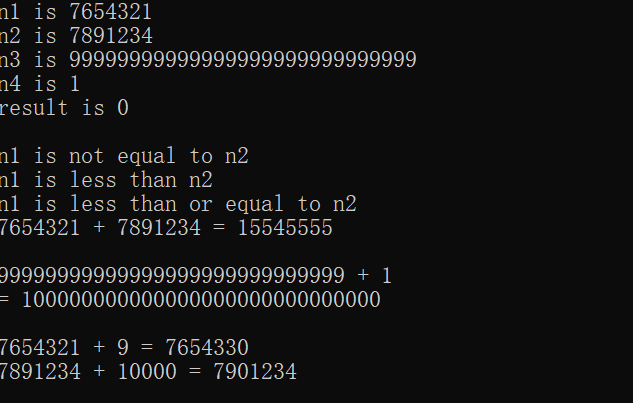 n1 is 7654321
n2 is 7891234
n3 is 99999999999999999999999999999
n4 is 1
result is 0
n1 is not equal to n2
n1 is less than n2
n1 is less than or equal to n2
7654321 + 7891234 = 15545555
99999999999999999999999999999 + 1
= 100000000000000000000000000000
7654321 + 9 = 7654330
7891234 + 10000 = 7901234